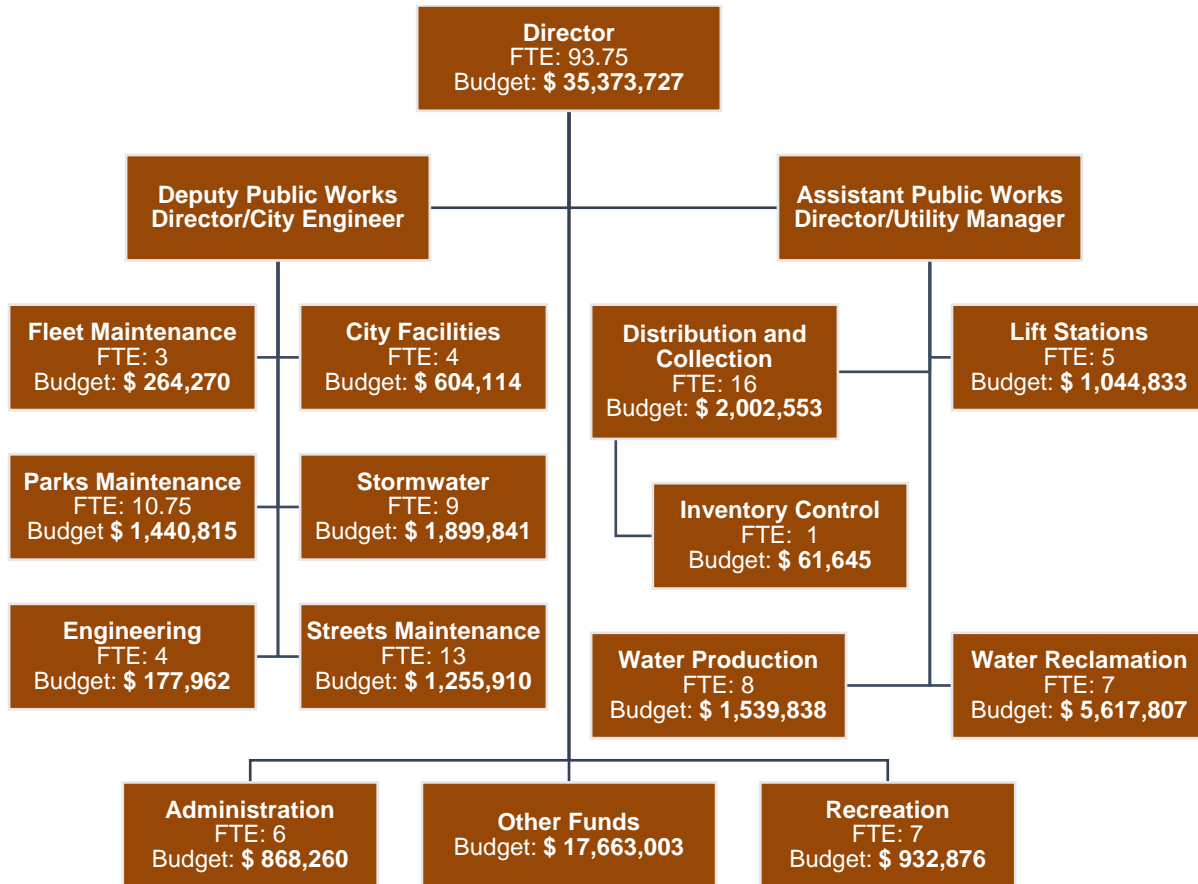 Director
FTE: 93.75
Budget: $ 35,373,727
Deputy Public Works
Director/City Engineer
Assistant Public Works
Director/Utility Manager
Fleet Maintenance
FTE: 3
Budget: $ 264,270
City Facilities
FTE: 4
Budget: $ 604,114
Distribution and
Collection
FTE: 16
Budget: $ 2,002,553
Lift Stations
FTE: 5
Budget: $ 1,044,833
Parks Maintenance
FTE: 10.75
Budget $ 1,440,815
Stormwater
FTE: 9
Budget: $ 1,899,841
Inventory Control
FTE: 1
Budget: $ 61,645
Engineering
FTE: 4
Budget: $ 177,962
Streets Maintenance
FTE: 13
Budget: $ 1,255,910
Water Production
FTE: 8
Budget: $ 1,539,838
Water Reclamation
FTE: 7
Budget: $ 5,617,807
Administration
FTE: 6
Budget: $ 868,260
Other Funds
Budget: $ 17,663,003
Recreation
FTE: 7
Budget: $ 932,876